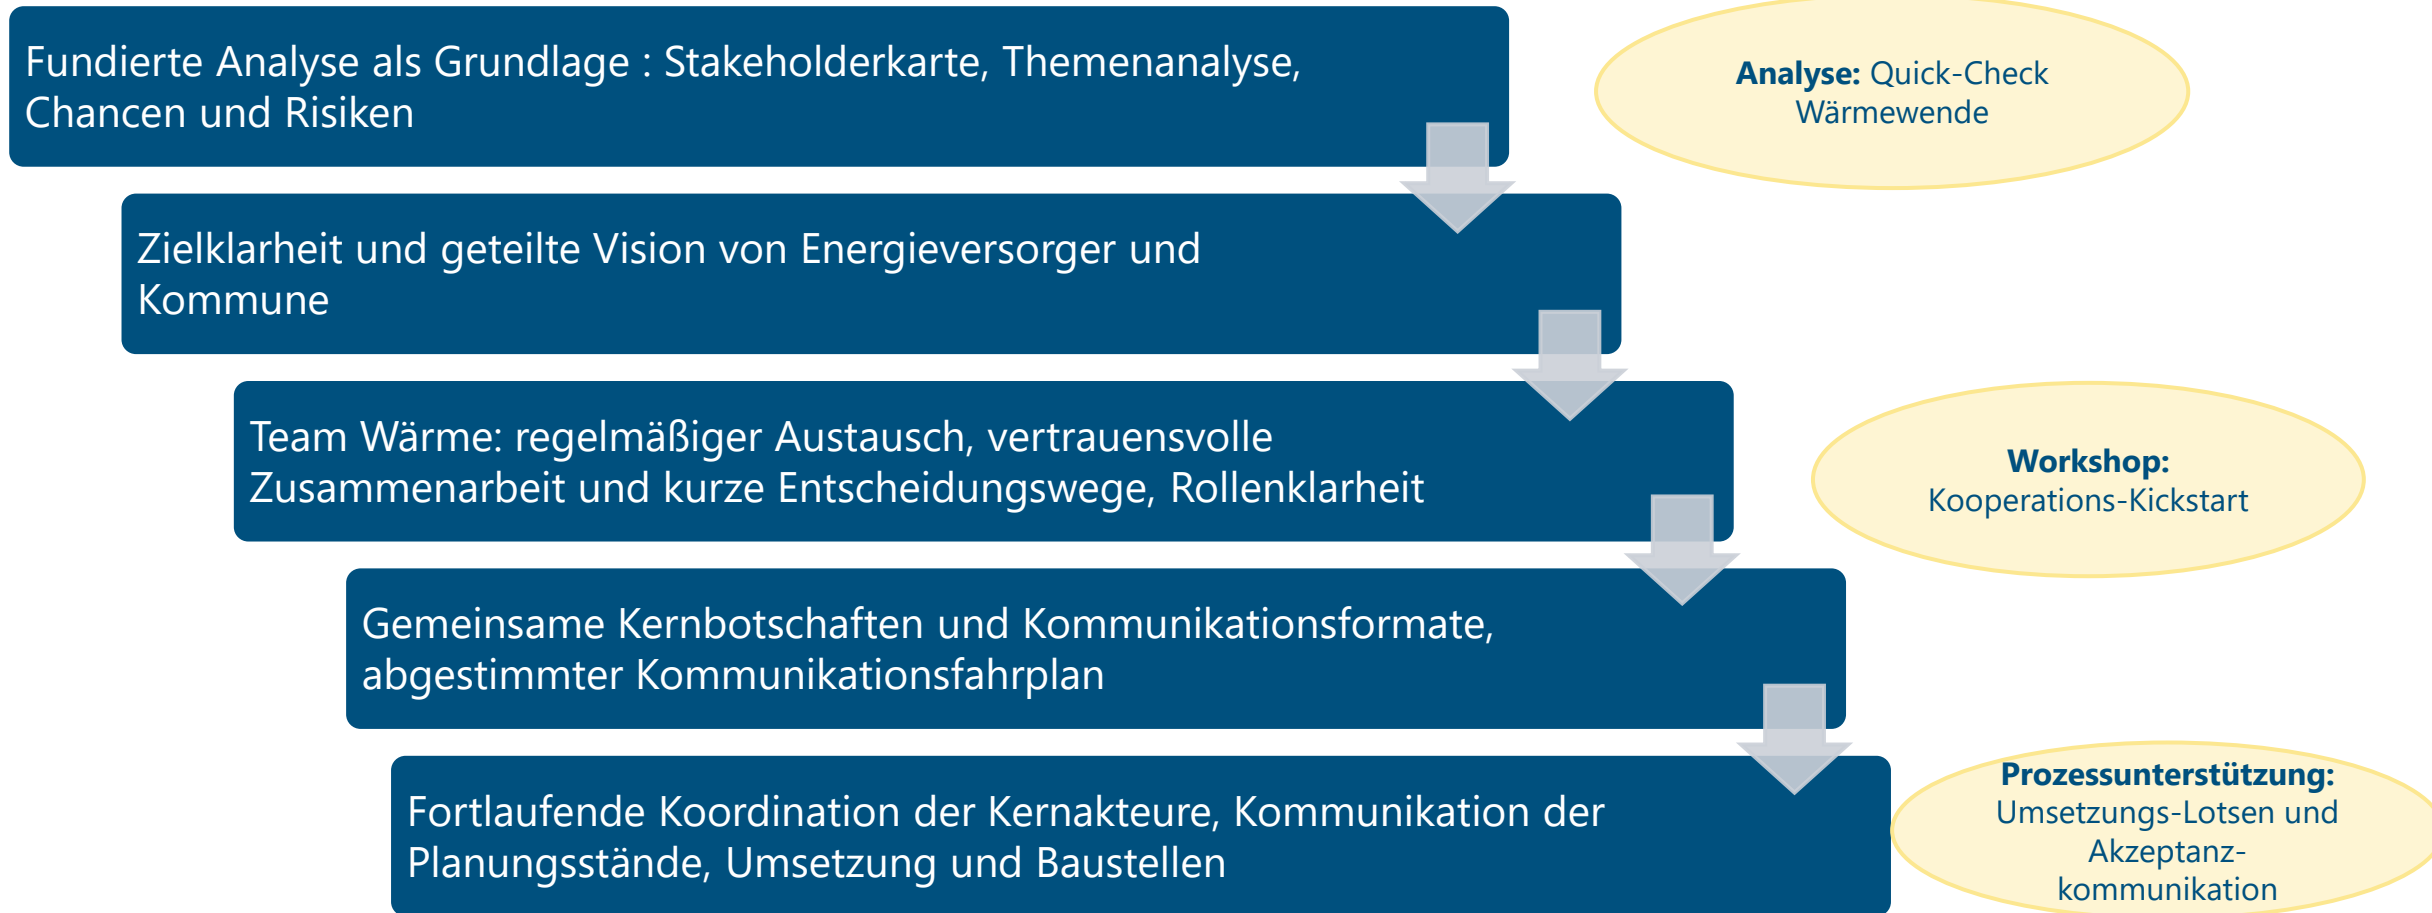 Fundierte Analyse als Grundlage : Stakeholderkarte, Themenanalyse,
Chancen und Risiken
Analyse: Quick-Check
Wärmewende
Zielklarheit und geteilte Vision von Energieversorger und
Kommune
Team Wärme: regelmäßiger Austausch, vertrauensvolle
Zusammenarbeit und kurze Entscheidungswege, Rollenklarheit
Workshop:
Kooperations-Kickstart
Gemeinsame Kernbotschaften und Kommunikationsformate,
abgestimmter Kommunikationsfahrplan
Fortlaufende Koordination der Kernakteure, Kommunikation der
Planungsstände, Umsetzung und Baustellen
Prozessunterstützung:
Umsetzungs-Lotsen und
Akzeptanz-
kommunikation